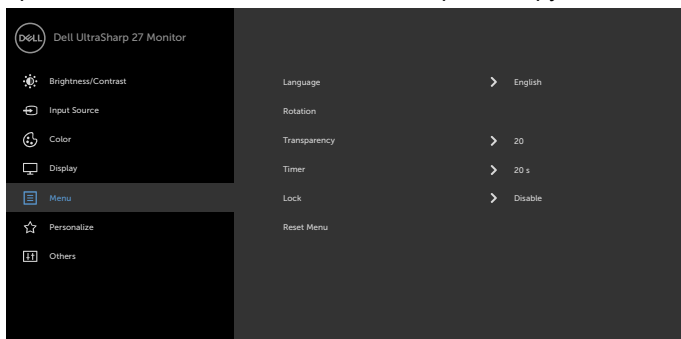 DELL Dell UltraSharp 27 Monitor
Brightness/Contrast
Input Source
Color
Display
Menu
Personalize
Others
Language English
Rotation
Transparency 20
Timer 20 s
Lock Disable
Reset Menu